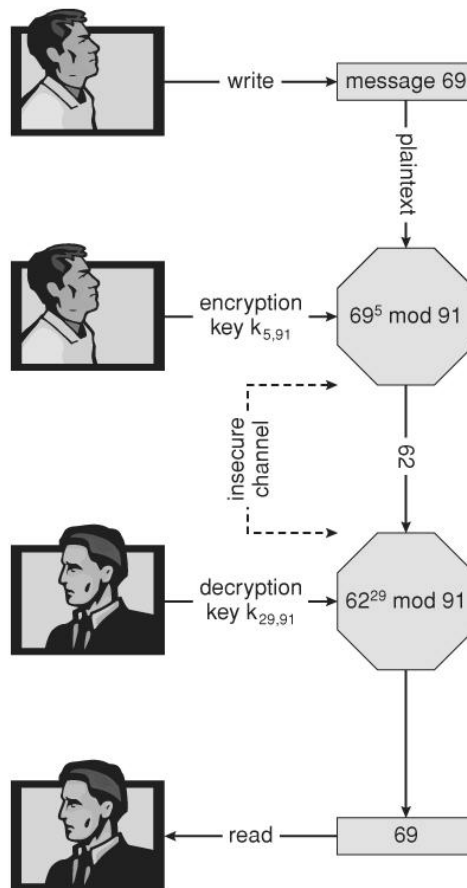 write
message 69
plaintext
encryption
key k₅,₉₁
69⁵ mod 91
insecure
channel
62
decryption
key k₂₉,₉₁
62²⁹ mod 91
read
69